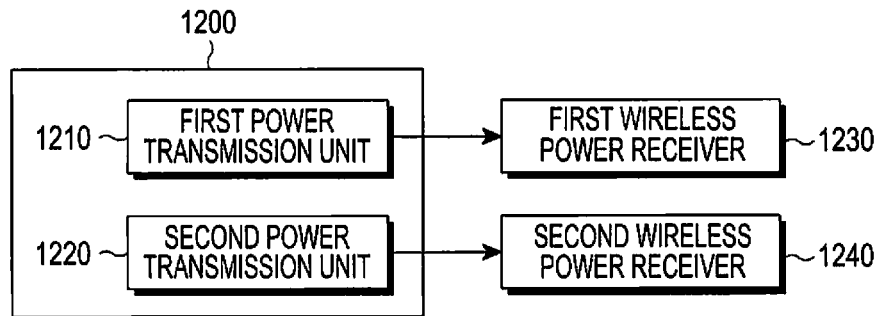 1200
1210
FIRST POWER
TRANSMISSION UNIT
FIRST WIRELESS
POWER RECEIVER
1230
1220
SECOND POWER
TRANSMISSION UNIT
SECOND WIRELESS
POWER RECEIVER
1240